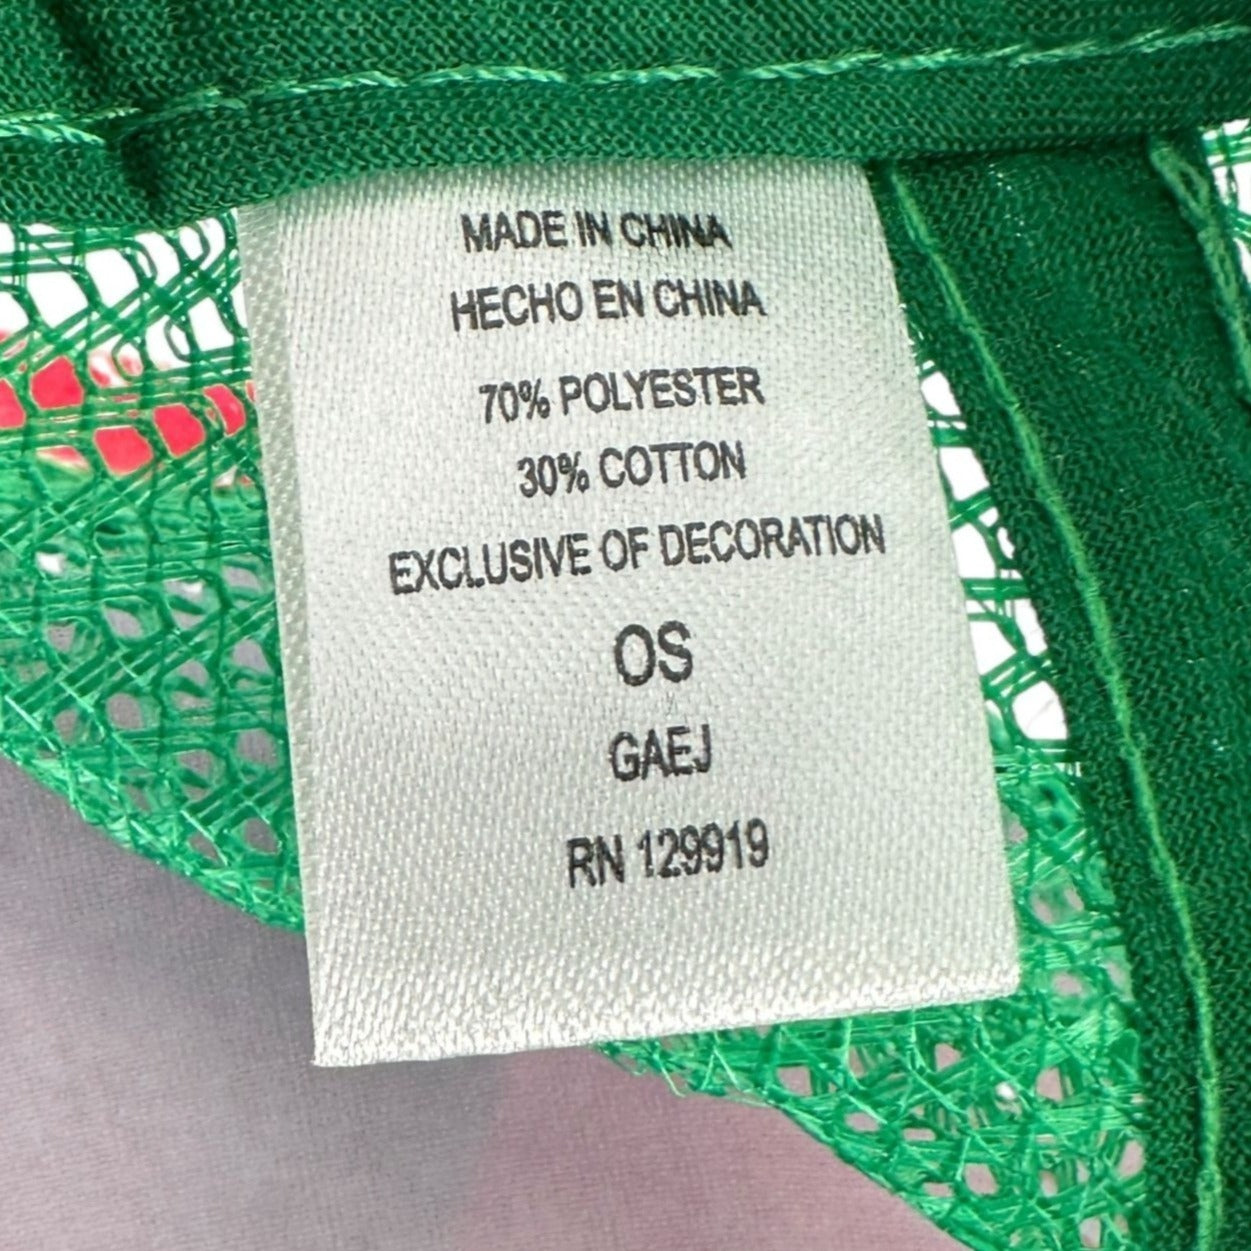 MADE IN CHINA
HECHO EN CHINA
70% POLYESTER
30% COTTON
EXCLUSIVE OF DECORATION
OS
GAEJ
RN 129919